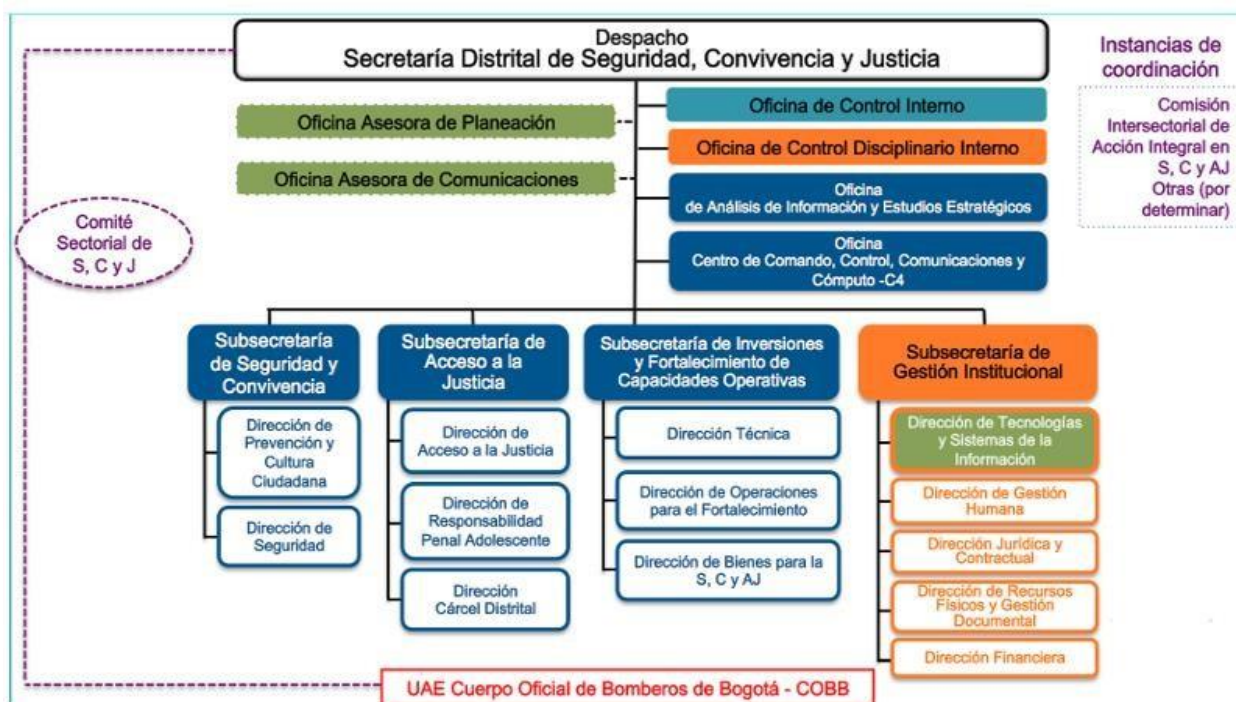 Despacho
Secretaría Distrital de Seguridad, Convivencia y Justicia
Instancias de
coordinación
Comisión
Intersectorial de
Acción Integral en
S, C y AJ
Otras (por
determinar)
Oficina Asesora de Planeación
Oficina Asesora de Comunicaciones
Oficina de Control Interno
Oficina de Control Disciplinario Interno
Oficina
de Análisis de Información y Estudios Estratégicos
Oficina
Centro de Comando, Control, Comunicaciones y
Cómputo -C4
Comité
Sectorial de
S, C y J
Subsecretaría
de Seguridad y
Convivencia
Dirección de
Prevención y
Cultura
Ciudadana
Dirección de
Seguridad
Subsecretaría de
Acceso a la
Justicia
Dirección de
Acceso a la Justicia
Dirección de
Responsabilidad
Penal Adolescente
Dirección
Cárcel Distrital
Subsecretaría de Inversiones
y Fortalecimiento de
Capacidades Operativas
Dirección Técnica
Dirección de Operaciones
para el Fortalecimiento
Dirección de Bienes para la
S, C y AJ
Subsecretaría de
Gestión Institucional
Dirección de Tecnologías
y Sistemas de la
Información
Dirección de Gestión
Humana
Dirección Jurídica y
Contractual
Dirección de Recursos
Físicos y Gestión
Documental
Dirección Financiera
UAE Cuerpo Oficial de Bomberos de Bogotá - COBB